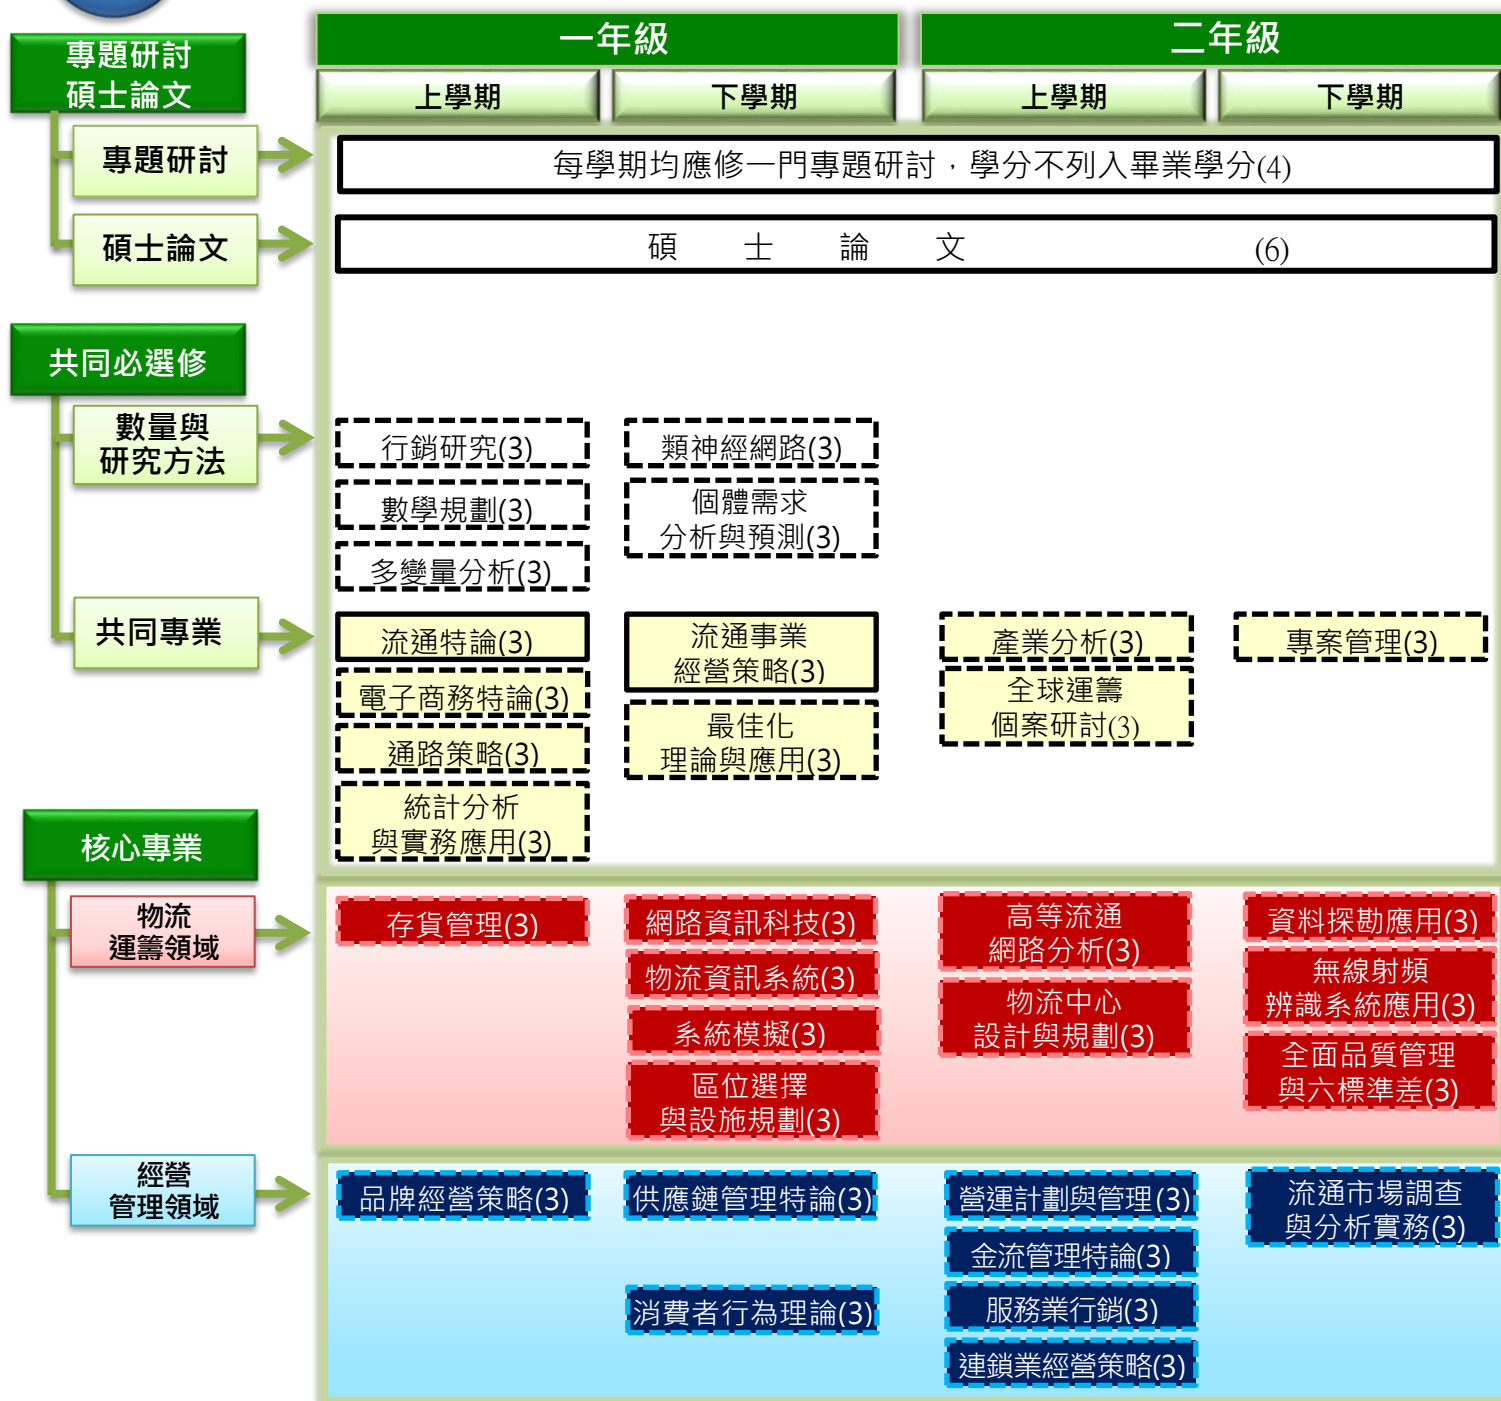 一年級
二年級
專題研討
碩士論文
上學期
下學期
上學期
下學期
專題研討
每學期均應修一門專題研討，學分不列入畢業學分(4)
碩士論文
碩 士 論 文 (6)
共同必選修
數量與
研究方法
行銷研究(3)
類神經網路(3)
數學規劃(3)
個體需求
分析與預測(3)
多變量分析(3)
共同專業
流通特論(3)
流通事業
經營策略(3)
產業分析(3)
專案管理(3)
電子商務特論(3)
最佳化
理論與應用(3)
全球運籌
個案研討(3)
通路策略(3)
統計分析
與實務應用(3)
核心專業
物流
運籌領域
存貨管理(3)
網路資訊科技(3)
高等流通
網路分析(3)
資料探勘應用(3)
物流資訊系統(3)
物流中心
設計與規劃(3)
無線射頻
辨識系統應用(3)
系統模擬(3)
全面品質管理
與六標準差(3)
區位選擇
與設施規劃(3)
經營
管理領域
品牌經營策略(3)
供應鏈管理特論(3)
營運計劃與管理(3)
流通市場調查
與分析實務(3)
金流管理特論(3)
消費者行為理論(3)
服務業行銷(3)
連鎖業經營策略(3)